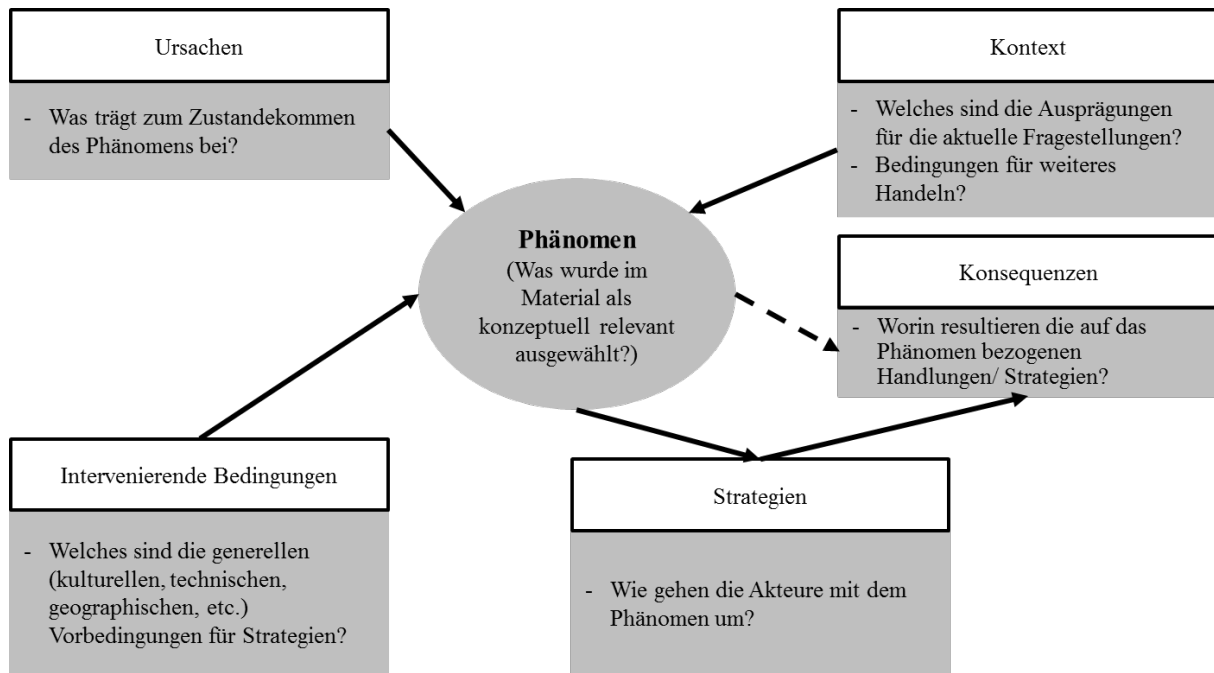 Ursachen
- Was trägt zum Zustandekommen
des Phänomens bei?
Kontext
- Welches sind die Ausprägungen
für die aktuelle Fragestellungen?
- Bedingungen für weiteres
Handeln?
Phänomen
(Was wurde im
Material als
konzeptuell relevant
ausgewählt?)
Konsequenzen
- Worin resultieren die auf das
Phänomen bezogenen
Handlungen/ Strategien?
Intervenierende Bedingungen
- Welches sind die generellen
(kulturellen, technischen,
geographischen, etc.)
Vorbedingungen für Strategien?
Strategien
- Wie gehen die Akteure mit dem
Phänomen um?